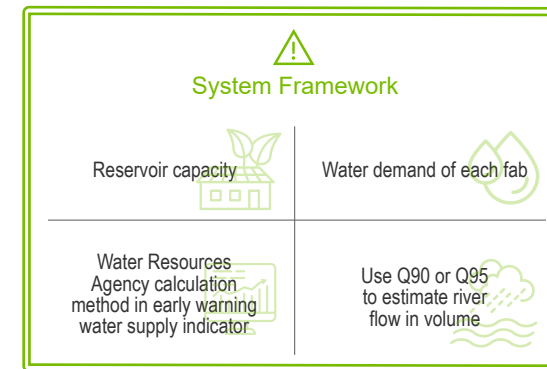 System Framework
Reservoir capacity
Water demand of each fab
Water Resources
Agency calculation
method in early warning
water supply indicator
Use Q90 or Q95
to estimate river
flow in volume